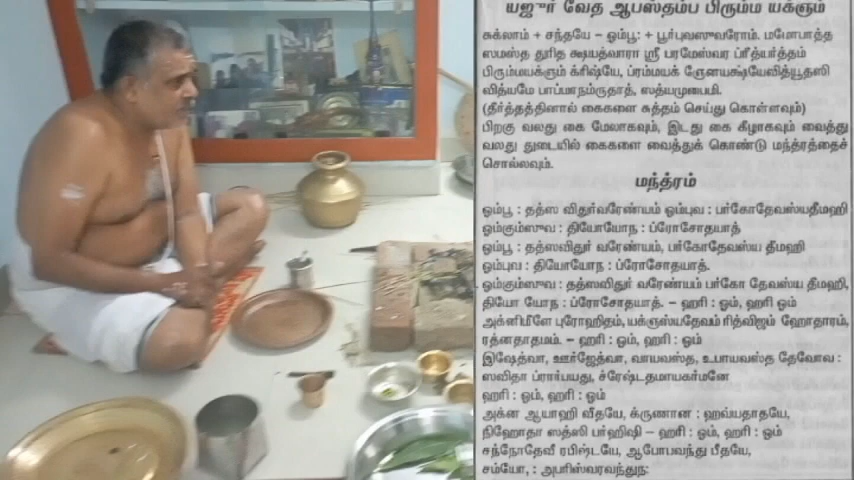 யஜுர் வேத ஆபஸ்தம்ப பிரும்ம யக்ஞம்
சுக்லாம் + சந்தயே – ஓம்பூ: + பூர்புவஸுவரோம். மமோபாத்த
ஸமஸ்த துரித க்ஷயத்வாரா ஸ்ரீ பரமேஸ்வர ப்ரீத்யர்த்தம்
பிரும்மயக்ஞம் க்ரிஷ்யே, ப்ரம்மயக் ஞேனயக்ஷ்யேவித்யூதஸி
வித்யமே பாப்மாநம்ருதாத், ஸத்யமுபைமி.
(தீர்த்தத்தினால் கைகளை சுத்தம் செய்து கொள்ளவும்)
பிறகு வலது கை மேலாகவும், இடது கை கீழாகவும் வைத்து
வலது துடையில் கைகளை வைத்துக் கொண்டு மந்த்ரத்தைச்
சொல்லவும்.
மந்த்ரம்
ஓம்பூ : தத்ஸ விதுர்வரேண்யம் ஓம்புவ : பர்கோதேவஸ்யதீமஹி
ஓம்கும்ஸுவ : தியோயோந : ப்ரோசோதயாத்
ஓம்பூ : தத்ஸவிதுர் வரேண்யம், பர்கோதேவஸ்ய தீமஹி
ஓம்புவ : தியோயோந : ப்ரோசோதயாத்.
ஓம்கும்ஸுவ : தத்ஸவிதுர் வரேண்யம் பர்கோ தேவஸ்ய தீமஹி,
தியோ யோந : ப்ரோசோதயாத். – ஹரி : ஓம், ஹரி ஓம்
அக்னிமீளே புரோஹிதம், யக்ஞஸ்யதேவம் ரித்விஜம் ஹோதாரம்,
ரத்னதாதமம். – ஹரி : ஓம், ஹரி : ஓம்
இஷேத்வா, ஊர்ஜேத்வா, வாயவஸ்த, உபாயவஸ்த தேவோவ :
ஸவிதா ப்ரார்பயது, ச்ரேஷ்டதமாயகர்மனே
ஹரி : ஓம், ஹரி : ஓம்
அக்ன ஆயாஹி வீதயே, க்ருணான : ஹவ்யதாதயே,
நிஹோதா ஸத்ஸி பர்ஹிஷி – ஹரி : ஓம், ஹரி : ஓம்
சந்நோதேவீ ரபிஷ்டயே, ஆபோபவந்து பீதயே,
சம்யோ, : அபரிஸ்வரவந்துந: